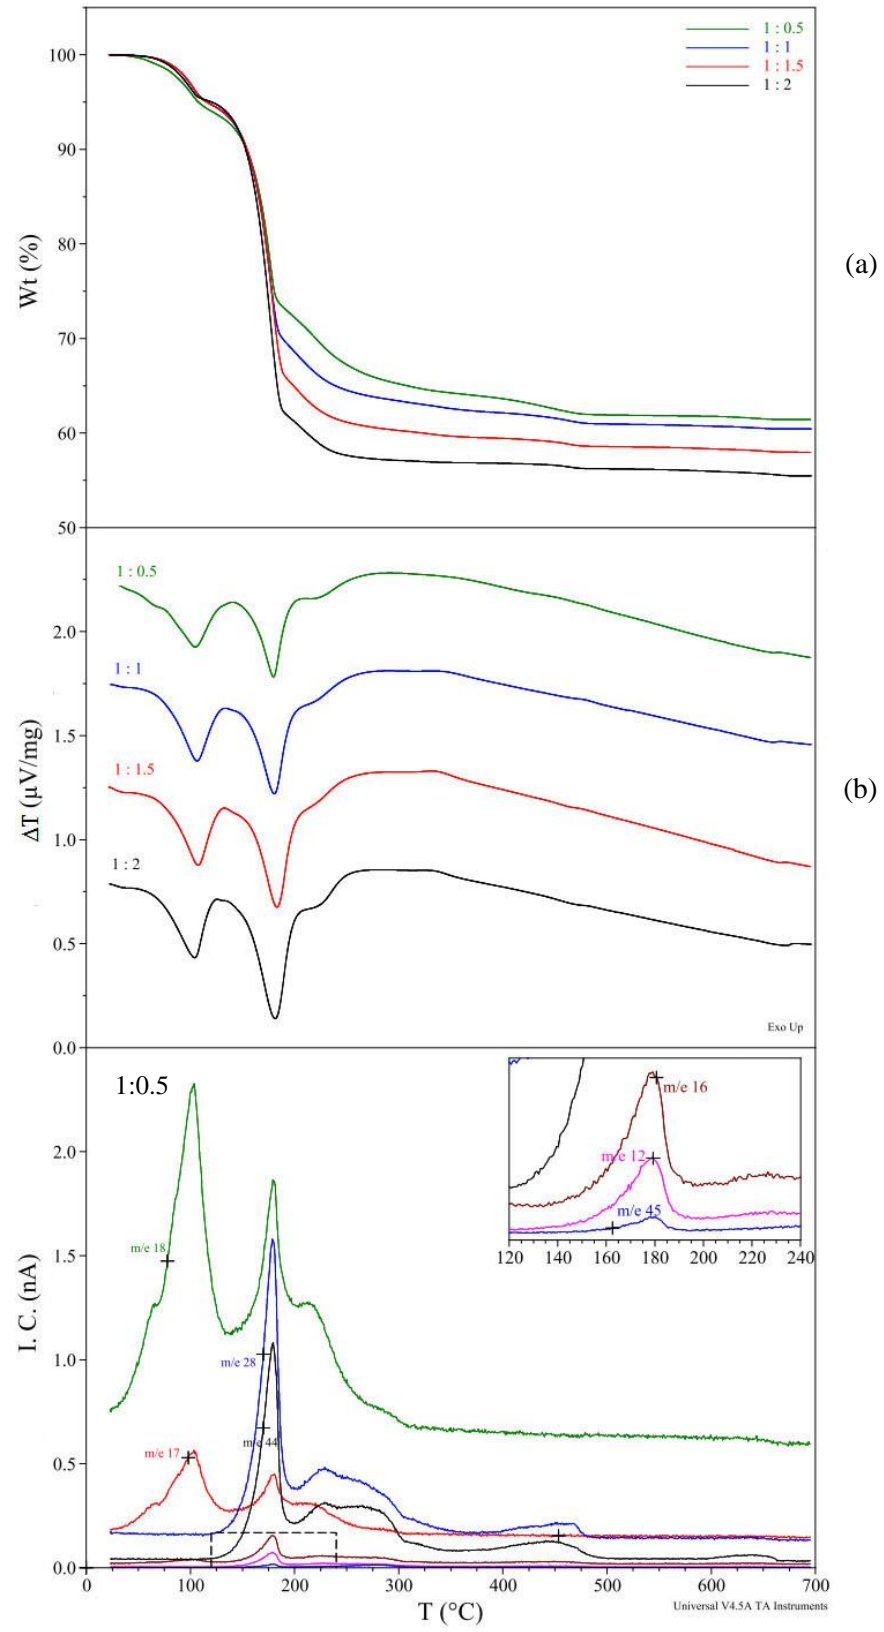 1 : 0.5
1 : 1
1 : 1.5
1 : 2
100
90
80
70
60
50
Wt (%)
(a)
1 : 0.5
1 : 1
1 : 1.5
1 : 2
2.0
1.5
1.0
0.5
0.0
ΔT (µV/mg)
(b)
Exo Up
1:0.5
m/e 18
m/e 28
m/e 44
m/e 17
m/e 16
m/e 12
m/e 45
120 140 160 180 200 220 240
2.0
1.5
1.0
0.5
0.0
I. C. (nA)
0 100 200 300 400 500 600 700
T (°C)
Universal V4.5A TA Instruments